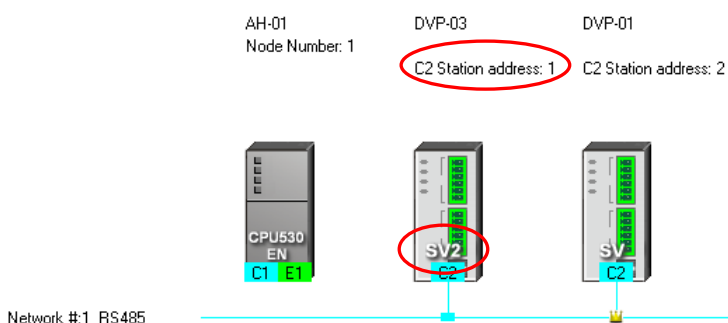 AH-01 DVP-03 DVP-01
Node Number: 1
C2 Station address: 1 C2 Station address: 2
CPU530 SV2 SV
EN
C1 E1 C2 C2
Network #:1 RS485